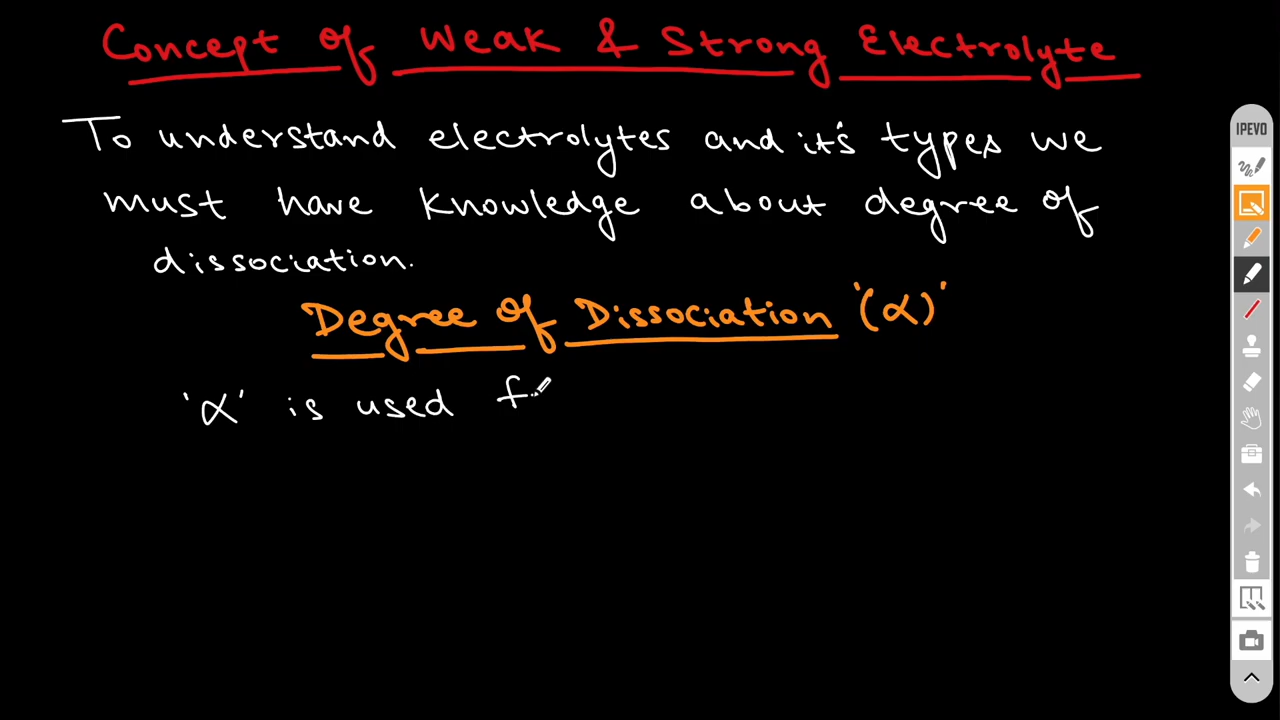 Concept of Weak & Strong Electrolyte
To understand electrolytes and it's types we
must have knowledge about degree of
dissociation.
Degree of Dissociation '(α)'
'α' is used f
IPEVO